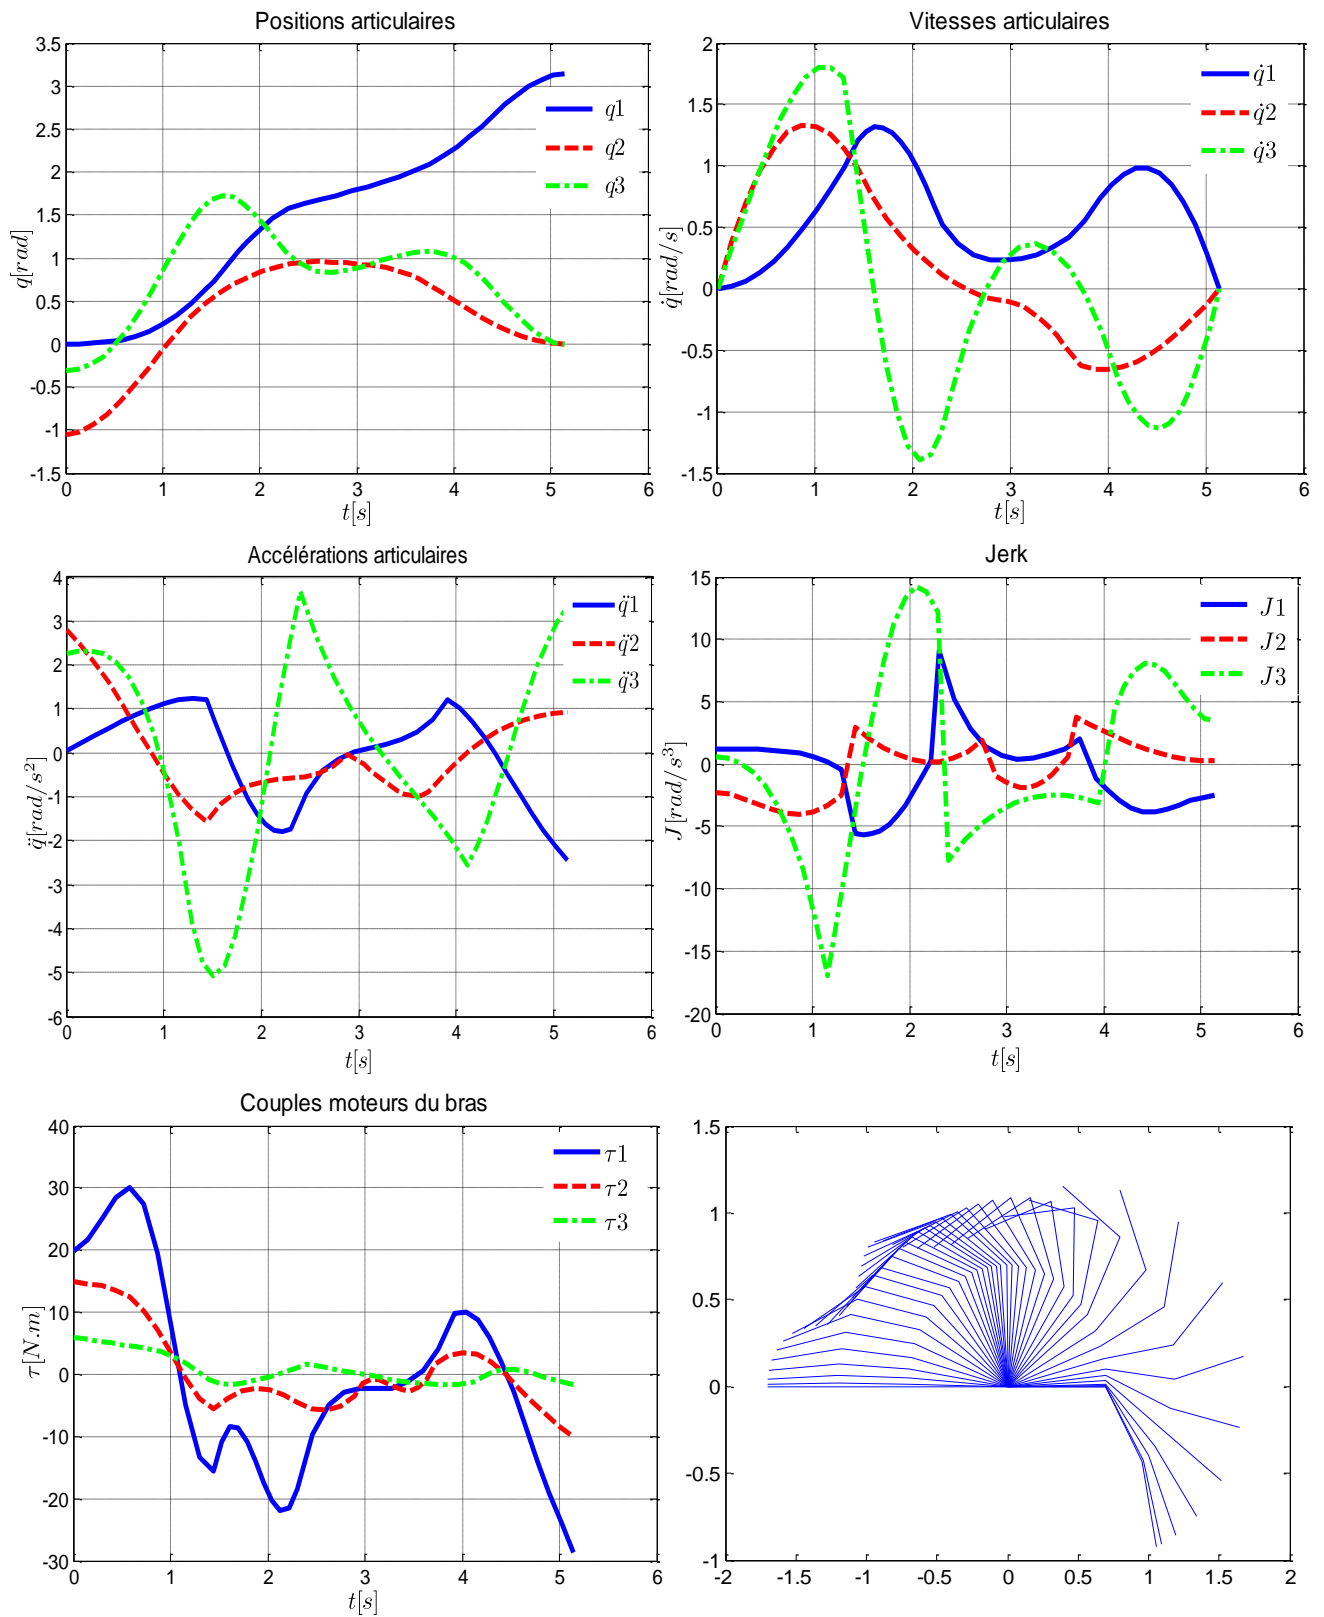 Positions articulaires
3.5
3
2.5
2
1.5
1
0.5
0
-0.5
-1
-1.5
q[rad]
q1
q2
q3
0 1 2 3 4 5 6
t[s]
Vitesses articulaires
2
1.5
1
0.5
0
-0.5
-1
-1.5
q̇[rad/s]
q̇1
q̇2
q̇3
0 1 2 3 4 5 6
t[s]
Accélérations articulaires
4
3
2
1
0
-1
-2
-3
-4
-5
-6
q̈[rad/s²]
q̈1
q̈2
q̈3
0 1 2 3 4 5 6
t[s]
Jerk
15
10
5
0
-5
-10
-15
-20
J[rad/s³]
J1
J2
J3
0 1 2 3 4 5 6
t[s]
Couples moteurs du bras
40
30
20
10
0
-10
-20
-30
τ[N.m]
τ1
τ2
τ3
0 1 2 3 4 5 6
t[s]
1.5
1
0.5
0
-0.5
-1
-2 -1.5 -1 -0.5 0 0.5 1 1.5 2